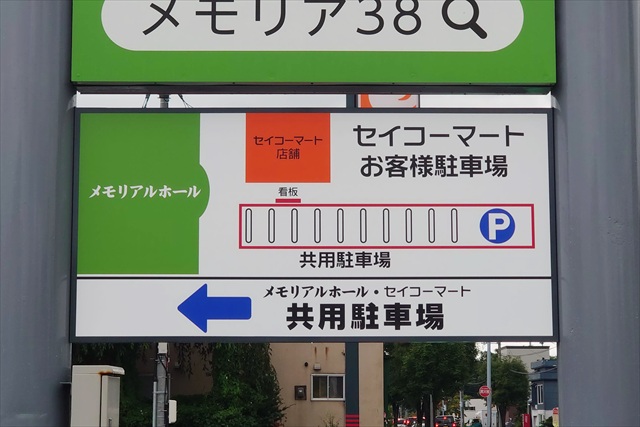 メモリア38
セイコーマート
店舗
セイコーマート
お客様駐車場
メモリアルホール
看板
P
共用駐車場
メモリアルホール・セイコーマート
共用駐車場